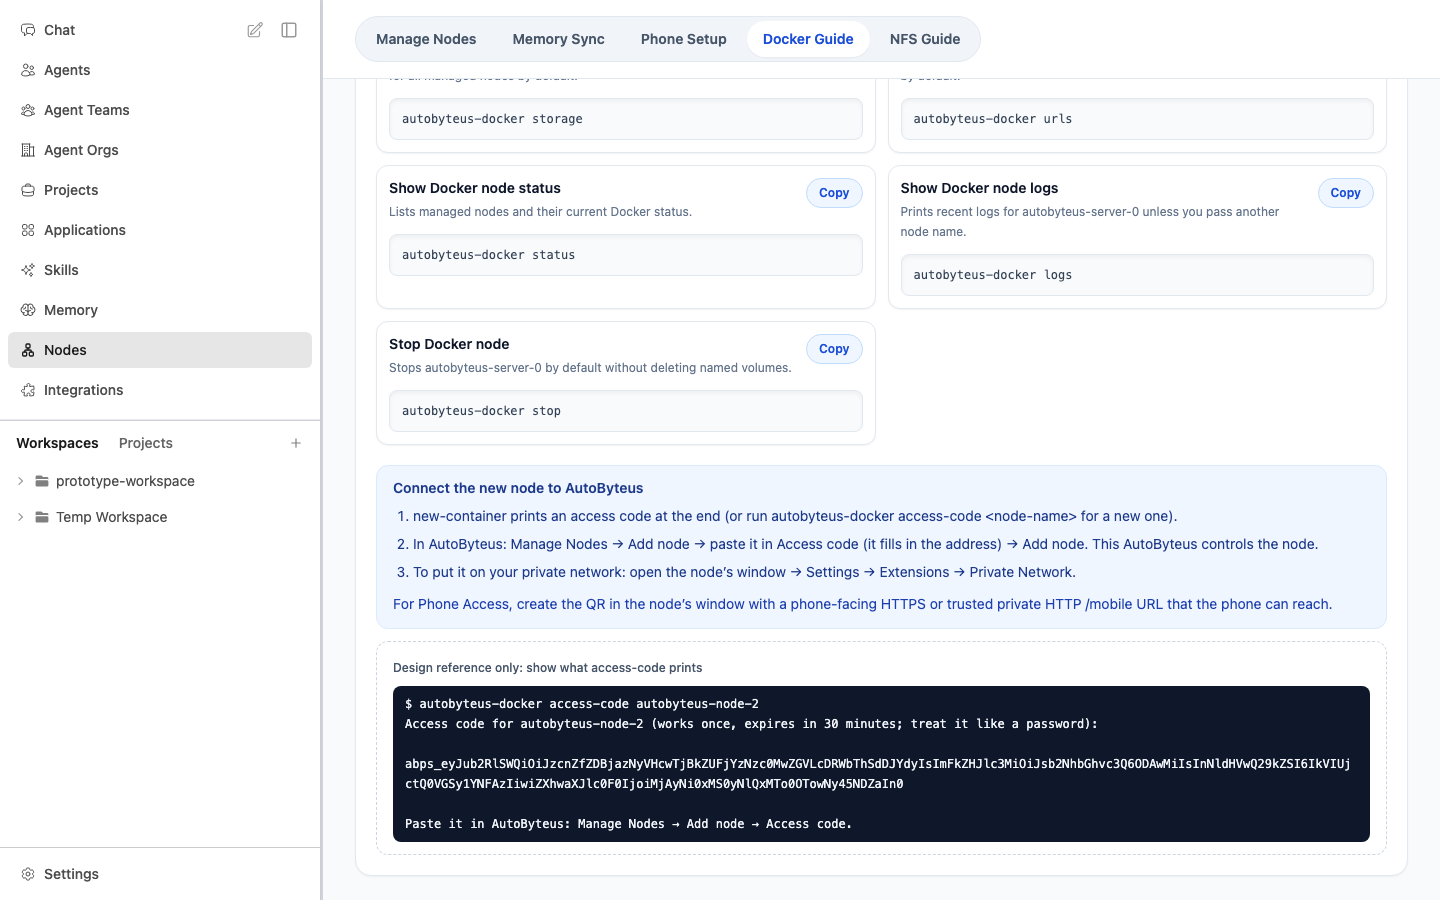 Chat
Agents
Agent Teams
Agent Orgs
Projects
Applications
Skills
Memory
Nodes
Integrations
Workspaces Projects
prototype-workspace
Temp Workspace
Settings
Manage Nodes Memory Sync Phone Setup Docker Guide NFS Guide
for all managed nodes by default.
autobyteus-docker storage
by default.
autobyteus-docker urls
Show Docker node status
Copy
Lists managed nodes and their current Docker status.
autobyteus-docker status
Show Docker node logs
Copy
Prints recent logs for autobyteus-server-0 unless you pass another
node name.
autobyteus-docker logs
Stop Docker node
Copy
Stops autobyteus-server-0 by default without deleting named volumes.
autobyteus-docker stop
Connect the new node to AutoByteus
1. new-container prints an access code at the end (or run autobyteus-docker access-code <node-name> for a new one).
2. In AutoByteus: Manage Nodes → Add node → paste it in Access code (it fills in the address) → Add node. This AutoByteus controls the node.
3. To put it on your private network: open the node's window → Settings → Extensions → Private Network.
For Phone Access, create the QR in the node's window with a phone-facing HTTPS or trusted private HTTP /mobile URL that the phone can reach.
Design reference only: show what access-code prints
$ autobyteus-docker access-code autobyteus-node-2
Access code for autobyteus-node-2 (works once, expires in 30 minutes; treat it like a password):
abps_eyJub2RlSWQiOiJzcnZfZDBjazNyVHcwTjBkZUFjYzNzc0MwZGVLcDRWbThSdDJYdyIsImFkZHJlc3MiOiJsb2NhbGhvc3Q6ODAwMiIsInNldHVwQ29kZSI6IkVIUj
ctQ0VGSy1YNFAzIiwiZXhwaXJlc0F0IjoiMjAyNi0xMS0yNlQxMTo0OTowNy45NDZaIn0
Paste it in AutoByteus: Manage Nodes → Add node → Access code.